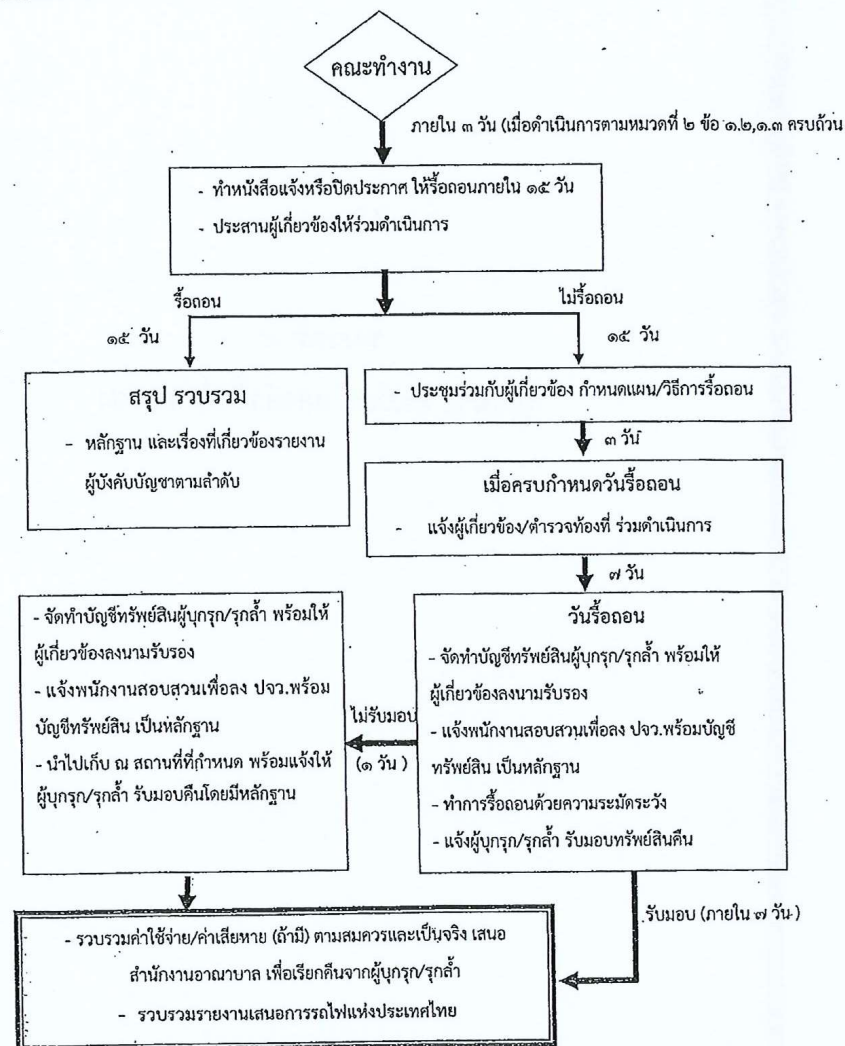 คณะทำงาน
ภายใน ๓ วัน (เมื่อดำเนินการตามหมวดที่ ๒ ข้อ ๑.๒,๑.๓ ครบถ้วน
- ทำหนังสือแจ้งหรือปิดประกาศ ให้รื้อถอนภายใน ๑๕ วัน
- ประสานผู้เกี่ยวข้องให้ร่วมดำเนินการ
รื้อถอน
ไม่รื้อถอน
๑๕ วัน
๑๕ วัน
สรุป รวบรวม
- หลักฐาน และเรื่องที่เกี่ยวข้องรายงาน
ผู้บังคับบัญชาตามลำดับ
- ประชุมร่วมกับผู้เกี่ยวข้อง กำหนดแผน/วิธีการรื้อถอน
๓ วัน
เมื่อครบกำหนดวันรื้อถอน
- แจ้งผู้เกี่ยวข้อง/ตำรวจท้องที่ ร่วมดำเนินการ
๗ วัน
- จัดทำบัญชีทรัพย์สินผู้บุกรุก/รุกล้ำ พร้อมให้
ผู้เกี่ยวข้องลงนามรับรอง
- แจ้งพนักงานสอบสวนเพื่อลง ปจว.พร้อม
บัญชีทรัพย์สิน เป็นหลักฐาน
- นำไปเก็บ ณ สถานที่ที่กำหนด พร้อมแจ้งให้
ผู้บุกรุก/รุกล้ำ รับมอบคืนโดยมีหลักฐาน
ไม่รับมอบ
(๑ วัน )
วันรื้อถอน
- จัดทำบัญชีทรัพย์สินผู้บุกรุก/รุกล้ำ พร้อมให้
ผู้เกี่ยวข้องลงนามรับรอง
- แจ้งพนักงานสอบสวนเพื่อลง ปจว.พร้อมบัญชี
ทรัพย์สิน เป็นหลักฐาน
- ทำการรื้อถอนด้วยความระมัดระวัง
- แจ้งผู้บุกรุก/รุกล้ำ รับมอบทรัพย์สินคืน
รับมอบ (ภายใน ๗ วัน )
- รวบรวมค่าใช้จ่าย/ค่าเสียหาย (ถ้ามี) ตามสมควรและเป็นจริง เสนอ
สำนักงานอาณาบาล เพื่อเรียกคืนจากผู้บุกรุก/รุกล้ำ
- รวบรวมรายงานเสนอการรถไฟแห่งประเทศไทย